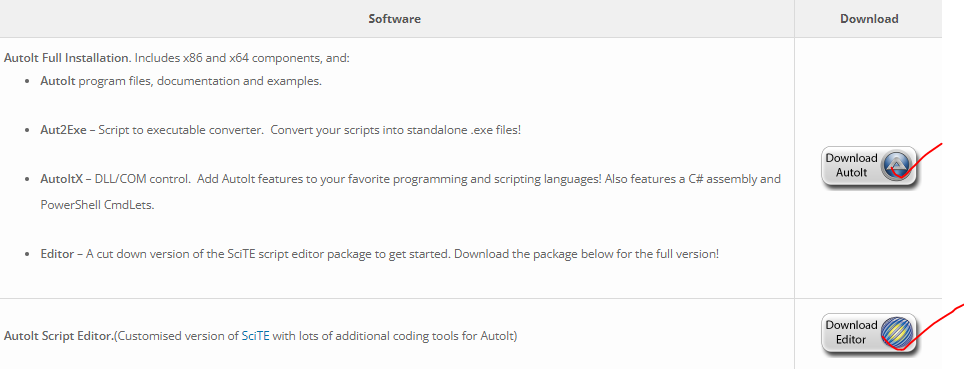 Software Download
AutoIt Full Installation. Includes x86 and x64 components, and:
• AutoIt program files, documentation and examples.
• Aut2Exe – Script to executable converter.  Convert your scripts into standalone .exe files!
• AutoItX – DLL/COM control.  Add AutoIt features to your favorite programming and scripting languages! Also features a C# assembly and
PowerShell CmdLets.
• Editor – A cut down version of the SciTE script editor package to get started. Download the package below for the full version!
Download
AutoIt
AutoIt Script Editor.(Customised version of SciTE with lots of additional coding tools for AutoIt)
Download
Editor